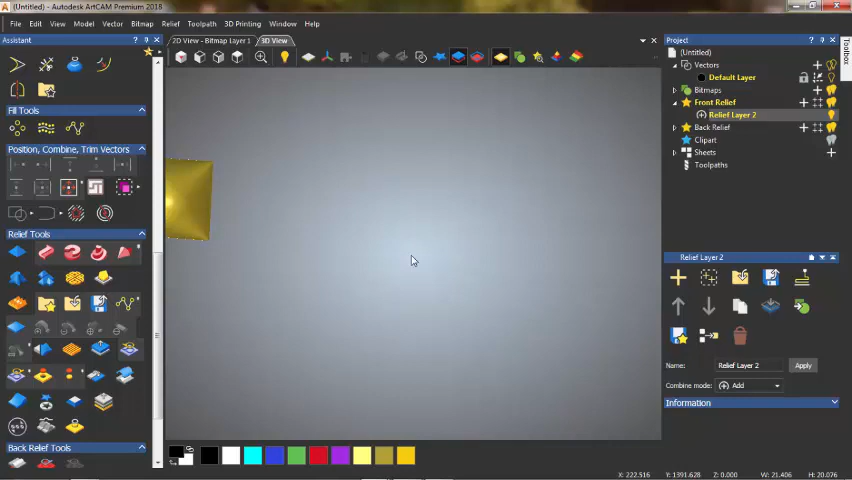 (Untitled) - Autodesk ArtCAM Premium 2018
File Edit View Model Vector Bitmap Relief Toolpath 3D Printing Window Help
Assistant
2D View - Bitmap Layer 1 3D View
Fill Tools
Position, Combine, Trim Vectors
Relief Tools
Back Relief Tools
Project
(Untitled)
Vectors
Default Layer
Bitmaps
Front Relief
Relief Layer 2
Back Relief
Clipart
Sheets
Toolpaths
Relief Layer 2
Name: Relief Layer 2 Apply
Combine mode: Add
Information
Toolbox
X: 222.516 Y: 1391.628 Z: 0.000 W: 21.406 H: 20.076